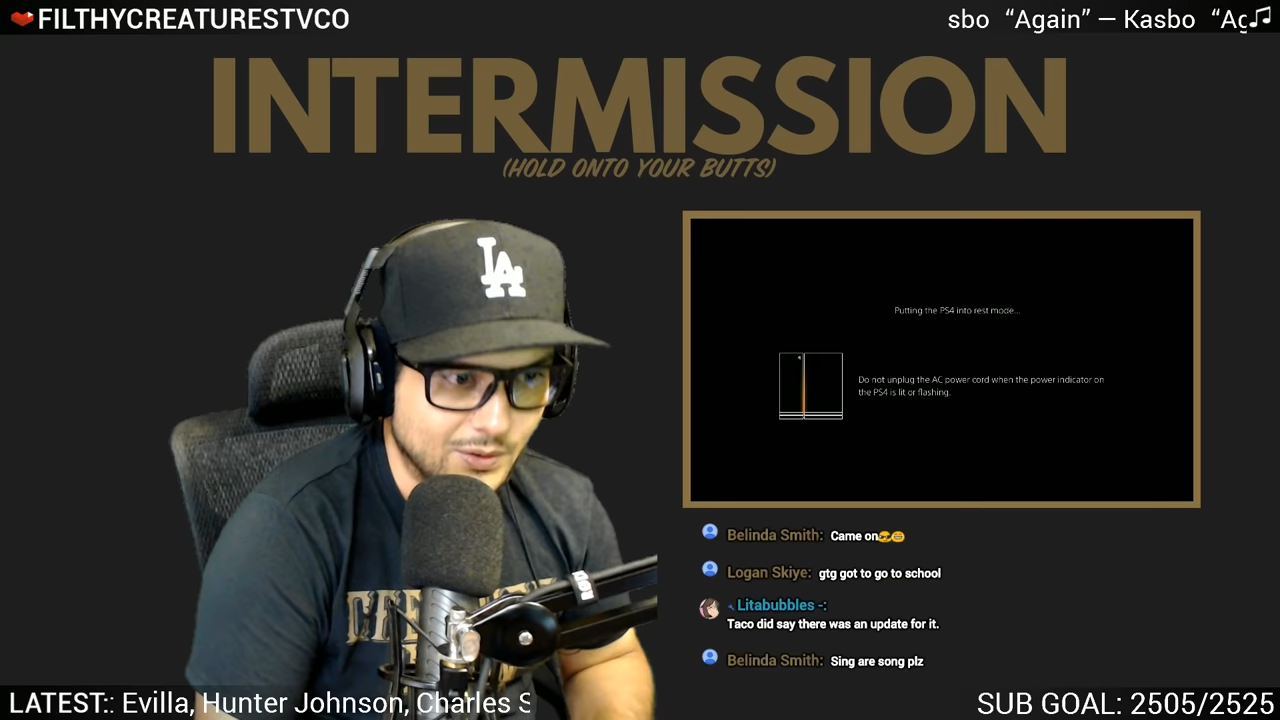 FILTHYCREATURESTVCO
sbo “Again” — Kasbo “Ag
INTERMISSION
(HOLD ONTO YOUR BUTTS)
LA
Putting the PS4 into rest mode...
Do not unplug the AC power cord when the power indicator on
the PS4 is lit or flashing.
Belinda Smith: Came on
Logan Skiye: gtg got to go to school
Litabubbles -:
Taco did say there was an update for it.
Belinda Smith: Sing are song plz
LATEST:: Evilla, Hunter Johnson, Charles S
SUB GOAL: 2505/2525